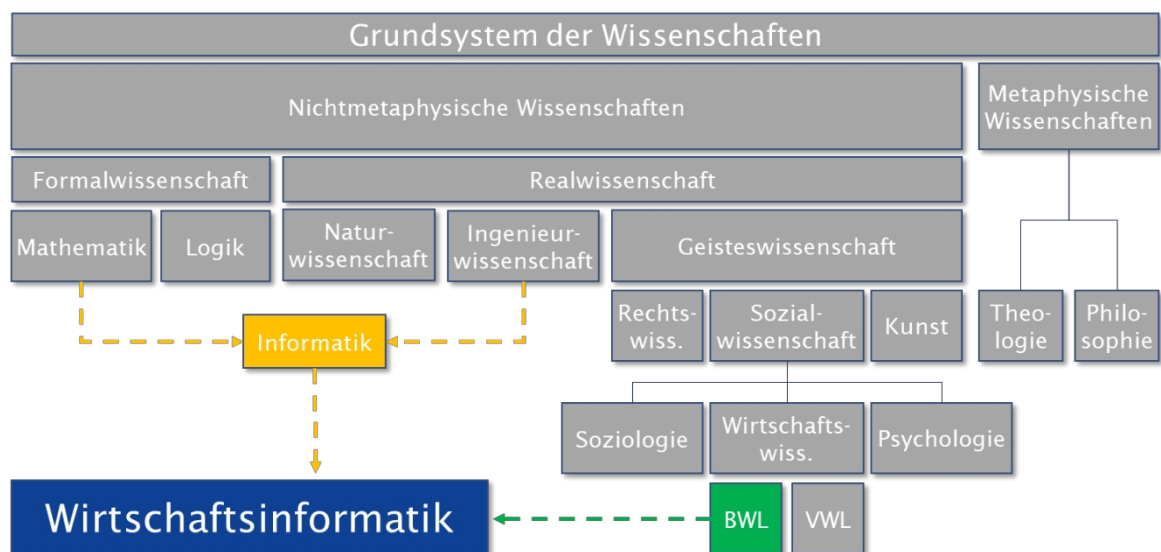 Grundsystem der Wissenschaften
Nichtmetaphysische Wissenschaften
Metaphysische
Wissenschaften
Formalwissenschaft
Realwissenschaft
Mathematik
Logik
Natur-
wissenschaft
Ingenieur-
wissenschaft
Geisteswissenschaft
Rechts-
wiss.
Sozial-
wissenschaft
Kunst
Theo-
logie
Philo-
sophie
Informatik
Soziologie
Wirtschafts-
wiss.
Psychologie
Wirtschaftsinformatik
BWL
VWL